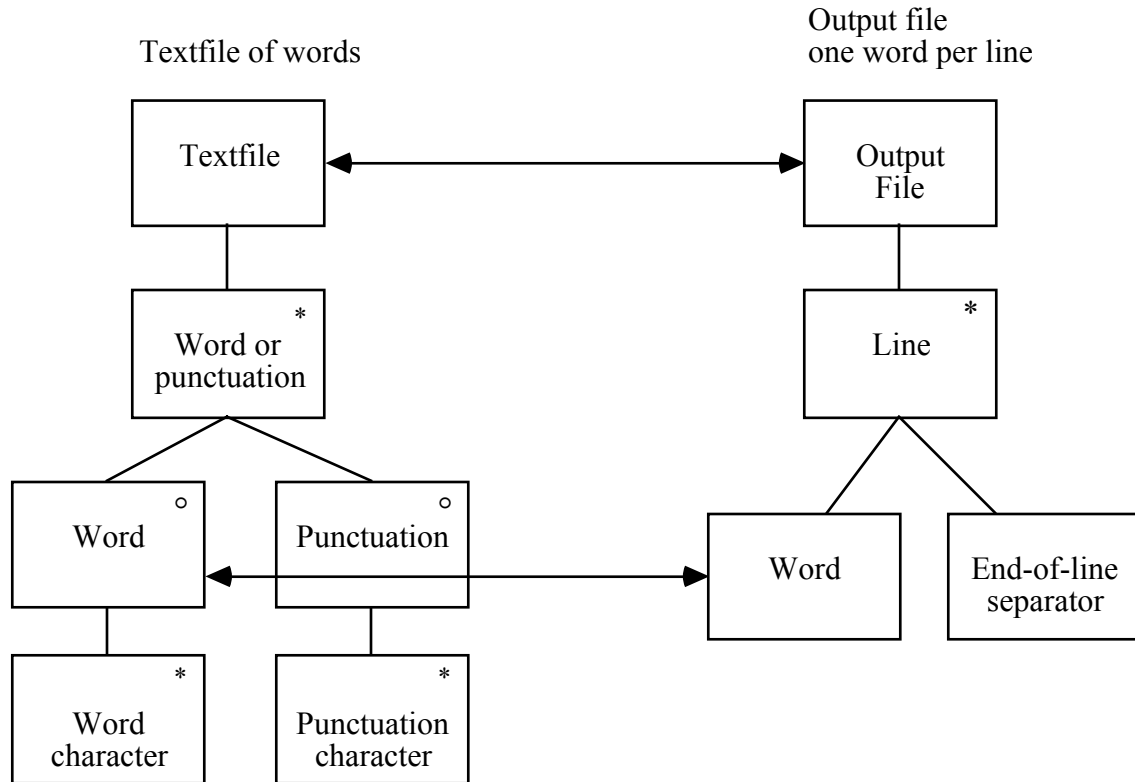 Textfile of words
Output file
one word per line
Textfile
Output
File
*
Word or
punctuation
*
Line
Word
Punctuation
Word
End-of-line
separator
*
Word
character
*
Punctuation
character